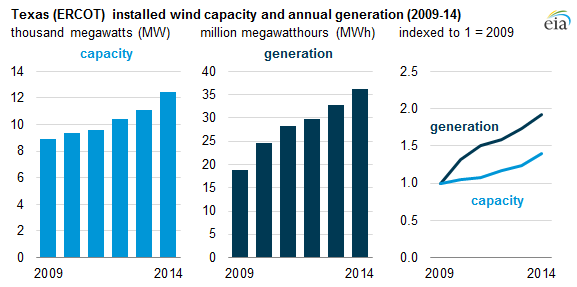 Texas (ERCOT) installed wind capacity and annual generation (2009-14)
eia
thousand megawatts (MW)
capacity
14
12
10
8
6
4
2
0
2009 2014
million megawatthours (MWh)
generation
40
35
30
25
20
15
10
5
0
2009 2014
indexed to 1 = 2009
2.5
2.0
1.5
1.0
0.5
0.0
generation
capacity
2009 2014